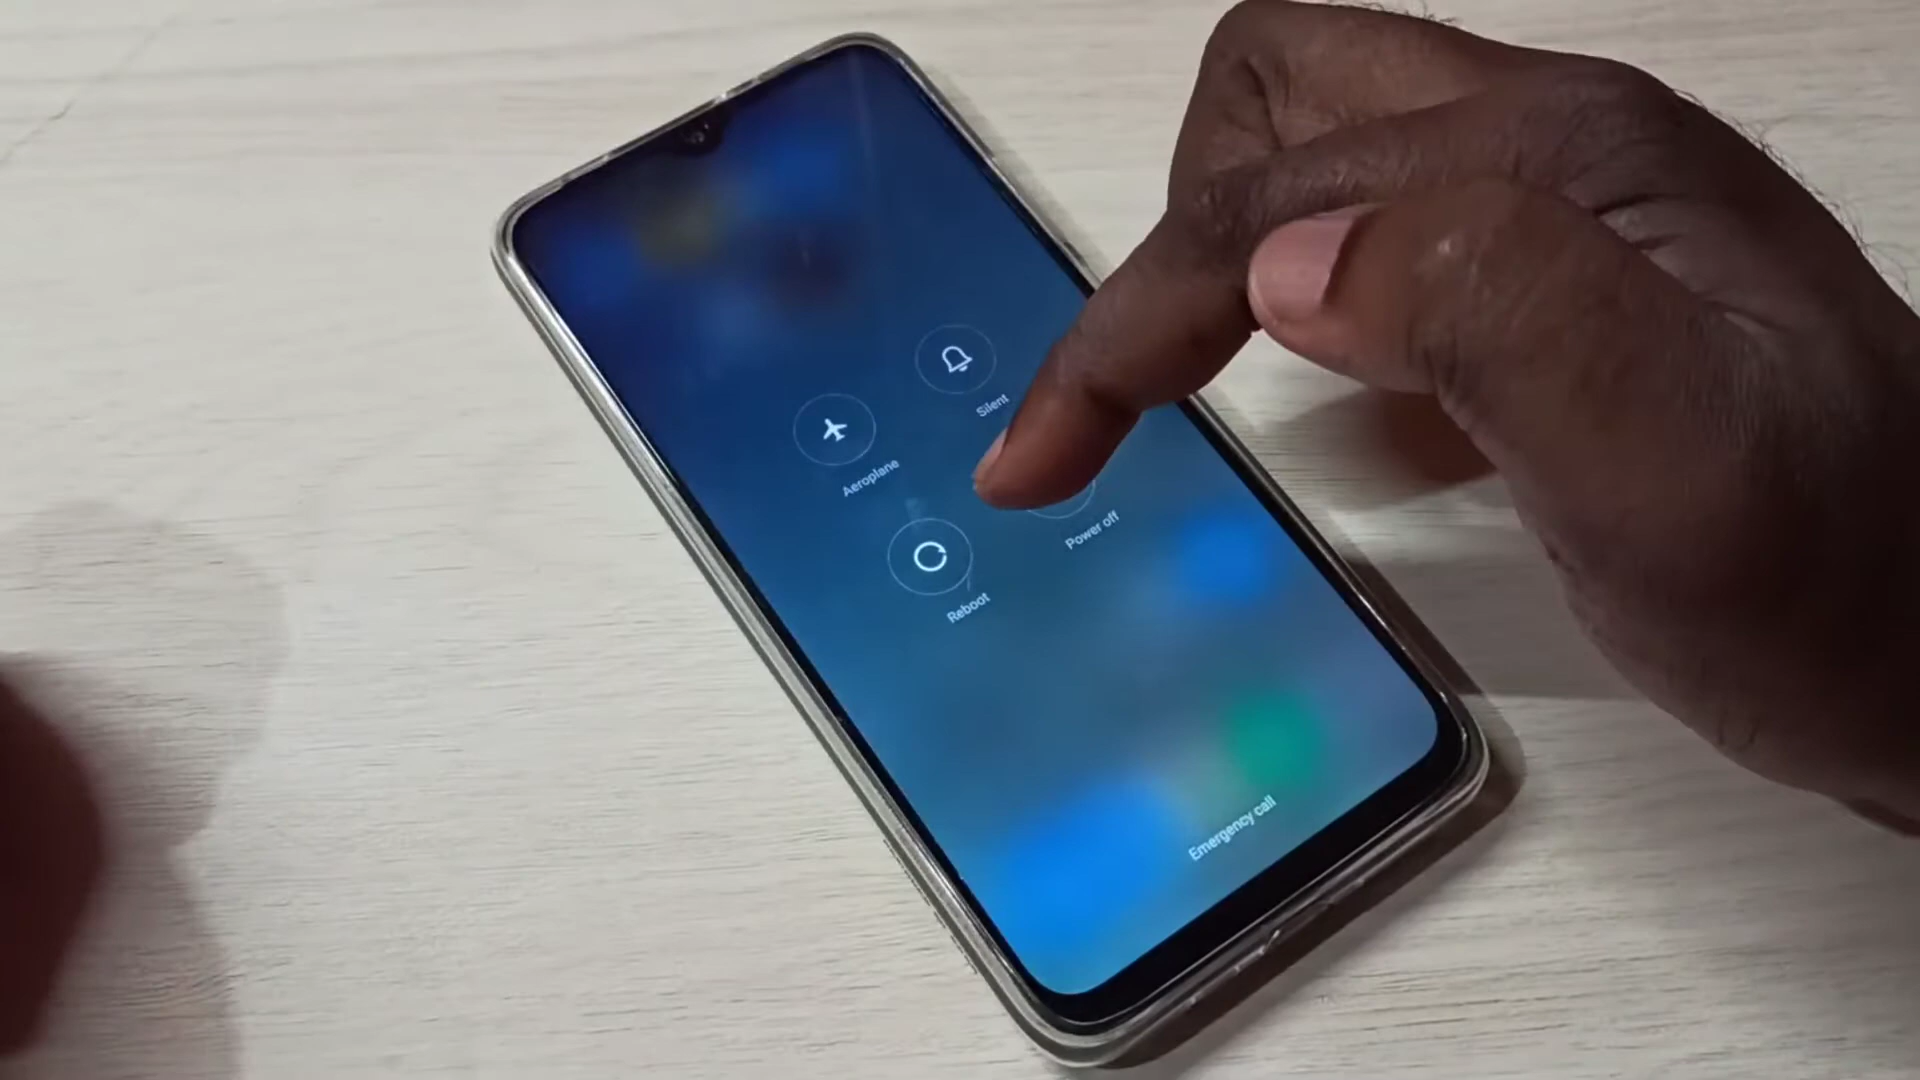 Aeroplane
Silent
Reboot
Power off
Emergency call